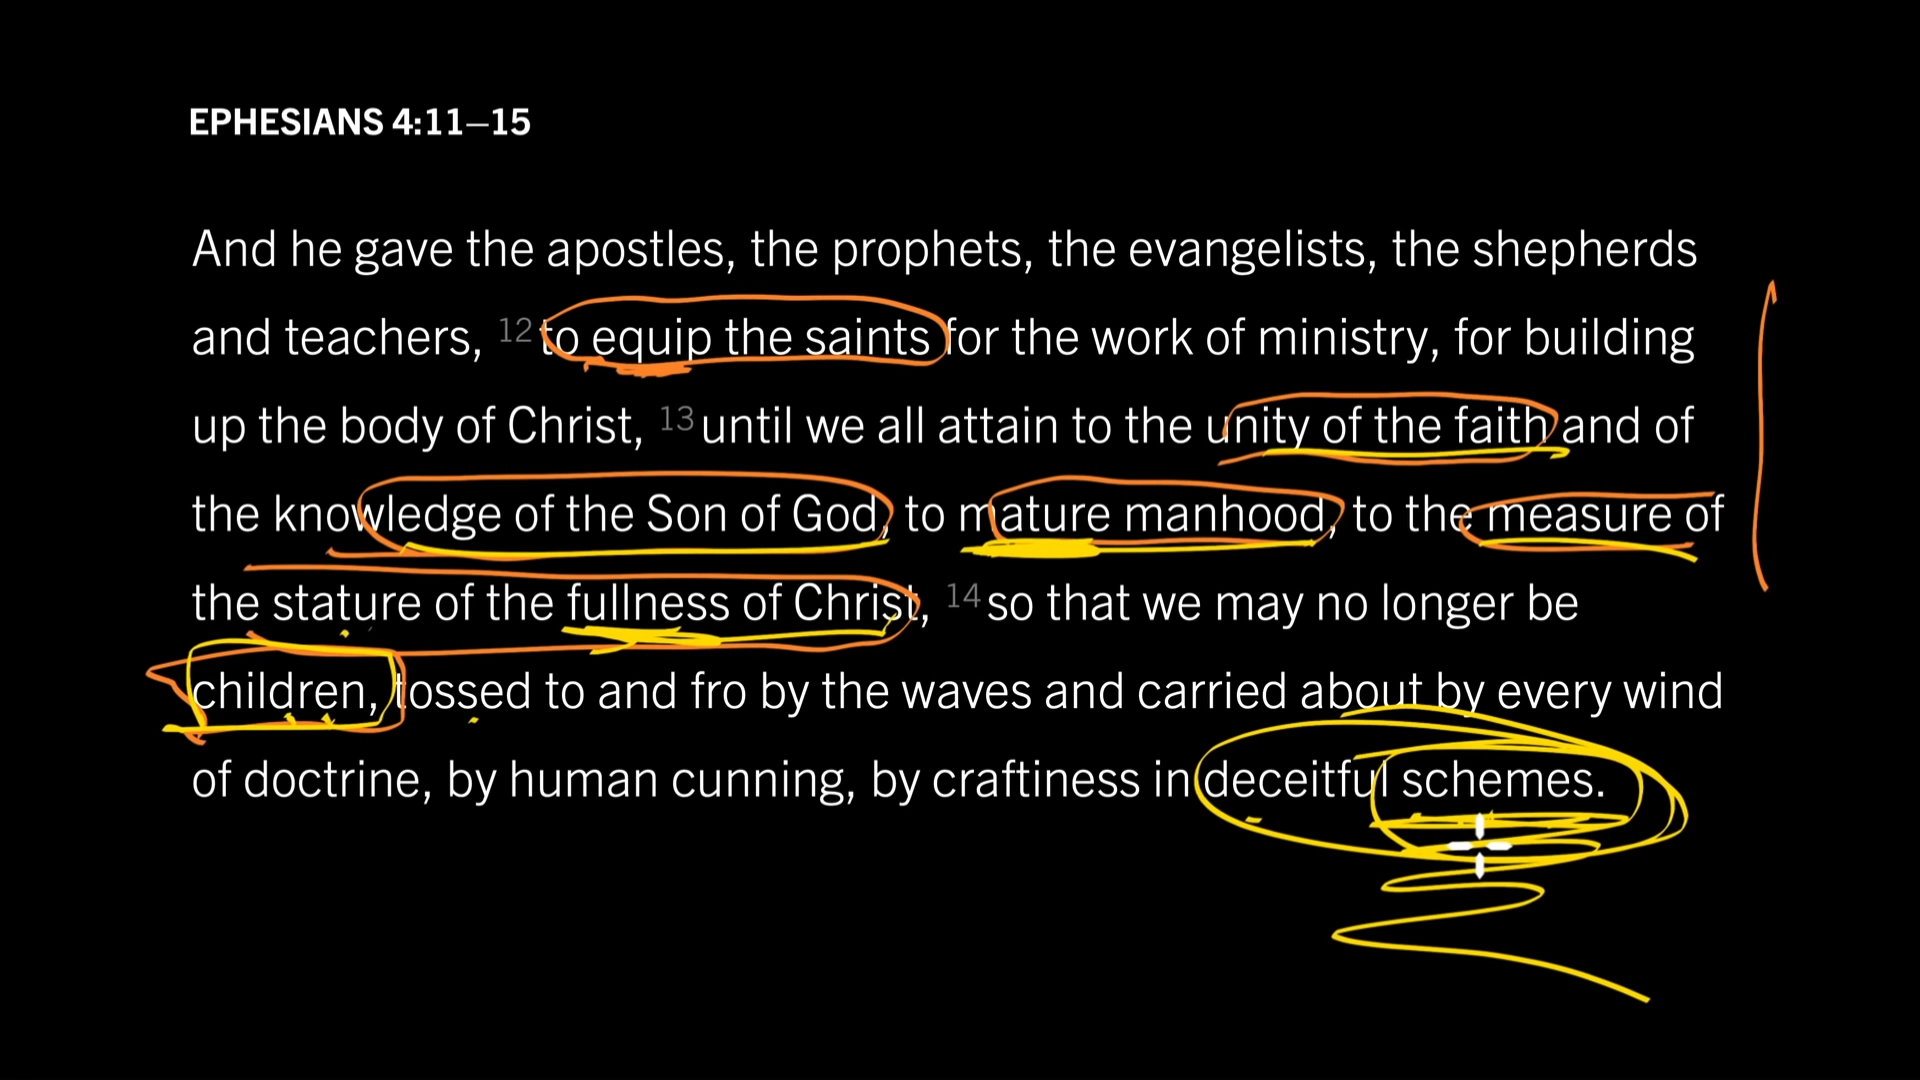 EPHESIANS 4:11–15
And he gave the apostles, the prophets, the evangelists, the shepherds
and teachers, 12 to equip the saints for the work of ministry, for building
up the body of Christ, 13 until we all attain to the unity of the faith and of
the knowledge of the Son of God, to mature manhood, to the measure of
the stature of the fullness of Christ, 14 so that we may no longer be
children, tossed to and fro by the waves and carried about by every wind
of doctrine, by human cunning, by craftiness in deceitful schemes.